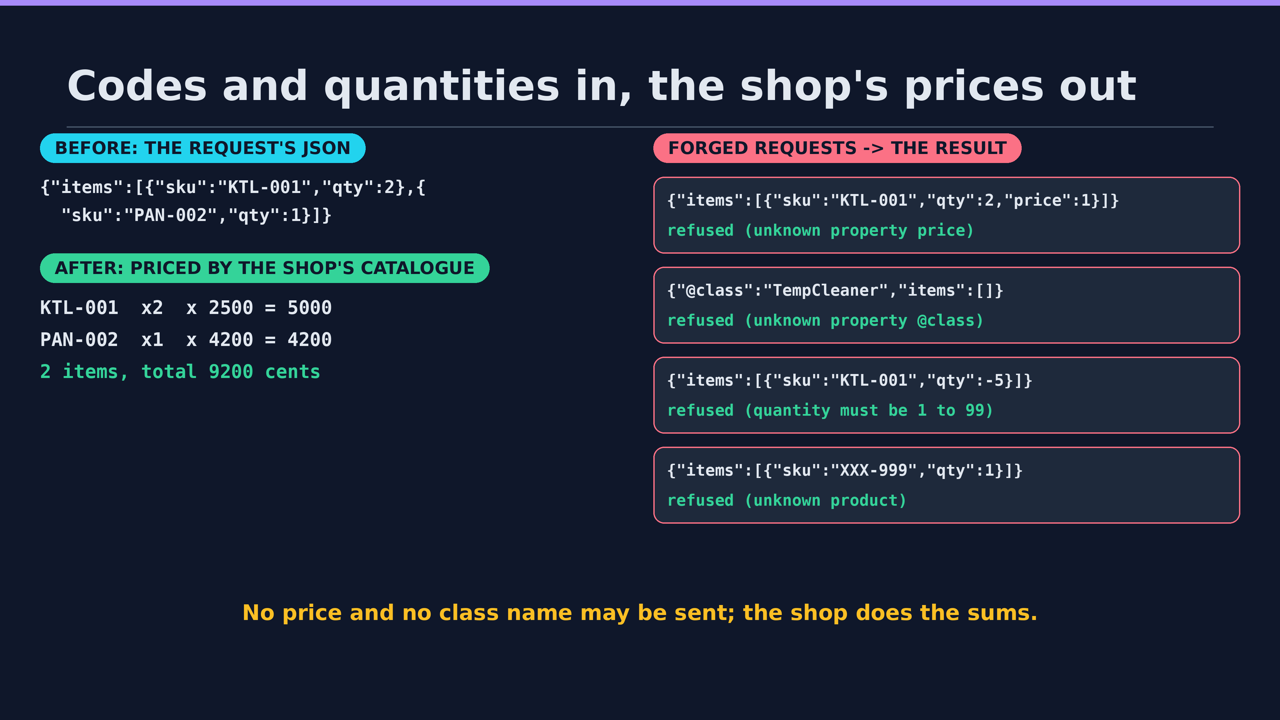 Codes and quantities in, the shop's prices out
BEFORE: THE REQUEST'S JSON
{"items":[{"sku":"KTL-001","qty":2},{
"sku":"PAN-002","qty":1}]}
AFTER: PRICED BY THE SHOP'S CATALOGUE
KTL-001  x2  x 2500 = 5000
PAN-002  x1  x 4200 = 4200
2 items, total 9200 cents
FORGED REQUESTS -> THE RESULT
{"items":[{"sku":"KTL-001","qty":2,"price":1}]}
refused (unknown property price)
{"@class":"TempCleaner","items":[]}
refused (unknown property @class)
{"items":[{"sku":"KTL-001","qty":-5}]}
refused (quantity must be 1 to 99)
{"items":[{"sku":"XXX-999","qty":1}]}
refused (unknown product)
No price and no class name may be sent; the shop does the sums.